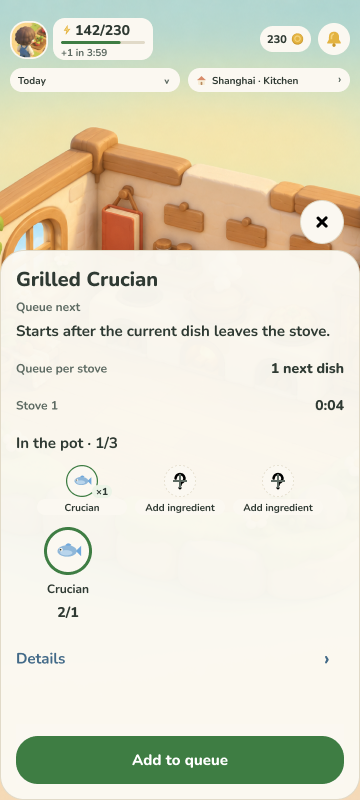 142/230
+1 in 3:59
230
Today
Shanghai · Kitchen
Grilled Crucian
Queue next
Starts after the current dish leaves the stove.
Queue per stove
1 next dish
Stove 1
0:04
In the pot · 1/3
×1
Crucian
Add ingredient
Add ingredient
Crucian
2/1
Details
Add to queue